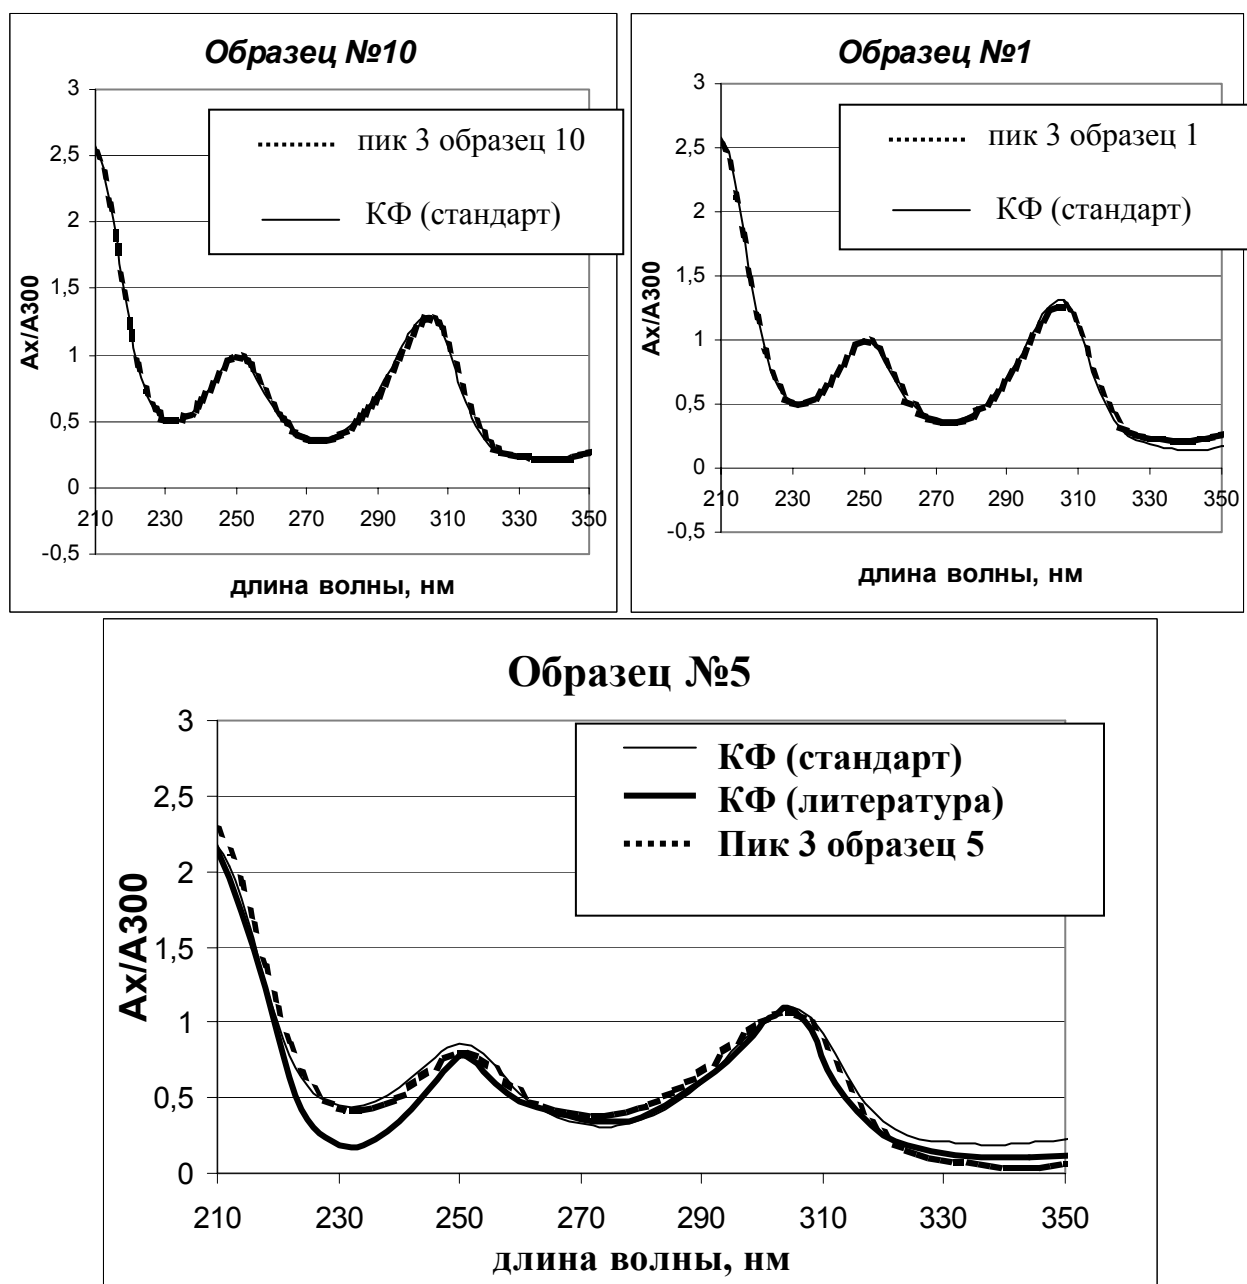 Образец №10
3
2,5
2
1,5
1
0,5
0
-0,5
Ax/A300
пик 3 образец 10
КФ (стандарт)
210 230 250 270 290 310 330 350
длина волны, нм
Образец №1
3
2,5
2
1,5
1
0,5
0
-0,5
Ax/A300
пик 3 образец 1
КФ (стандарт)
210 230 250 270 290 310 330 350
длина волны, нм
Образец №5
3
2,5
2
1,5
1
0,5
0
Ax/A300
КФ (стандарт)
КФ (литература)
Пик 3 образец 5
210 230 250 270 290 310 330 350
длина волны, нм